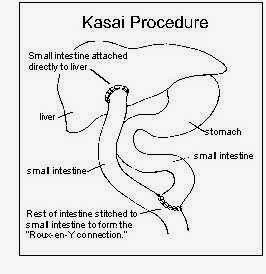 Kasai Procedure
Small intestine attached
directly to liver
liver
stomach
small intestine
small intestine
Rest of intestine stitched to
small intestine to form the
"Roux-en-Y connection."